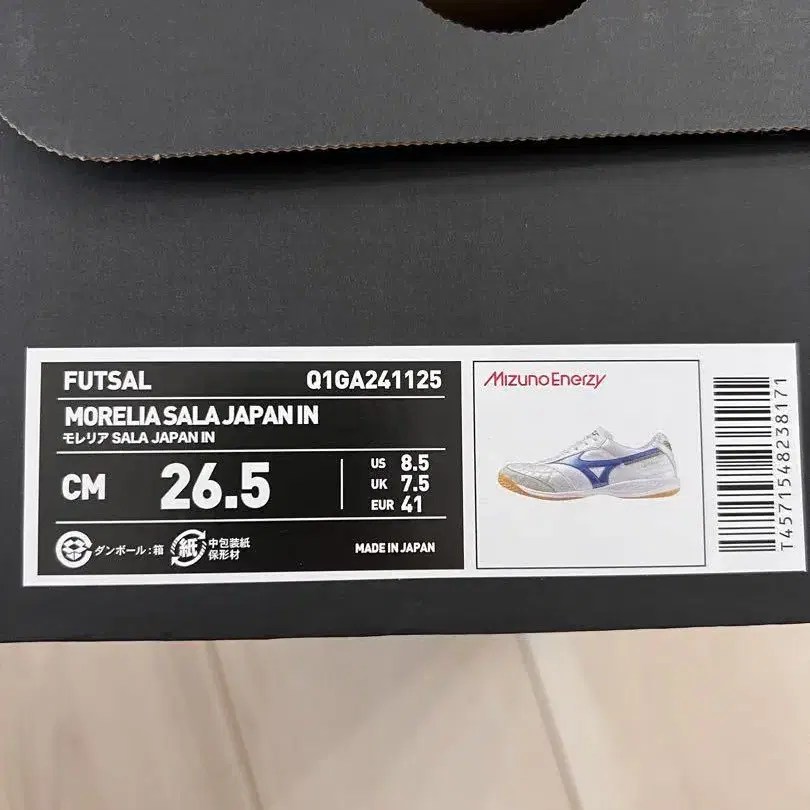 FUTSAL Q1GA241125
MORELIA SALA JAPAN IN
モレリア SALA JAPAN IN
CM 26.5
US 8.5
UK 7.5
EUR 41
ダンボール:箱
紙 中包装紙
保形材
MADE IN JAPAN
Mizuno Enerzy
T4571548238171